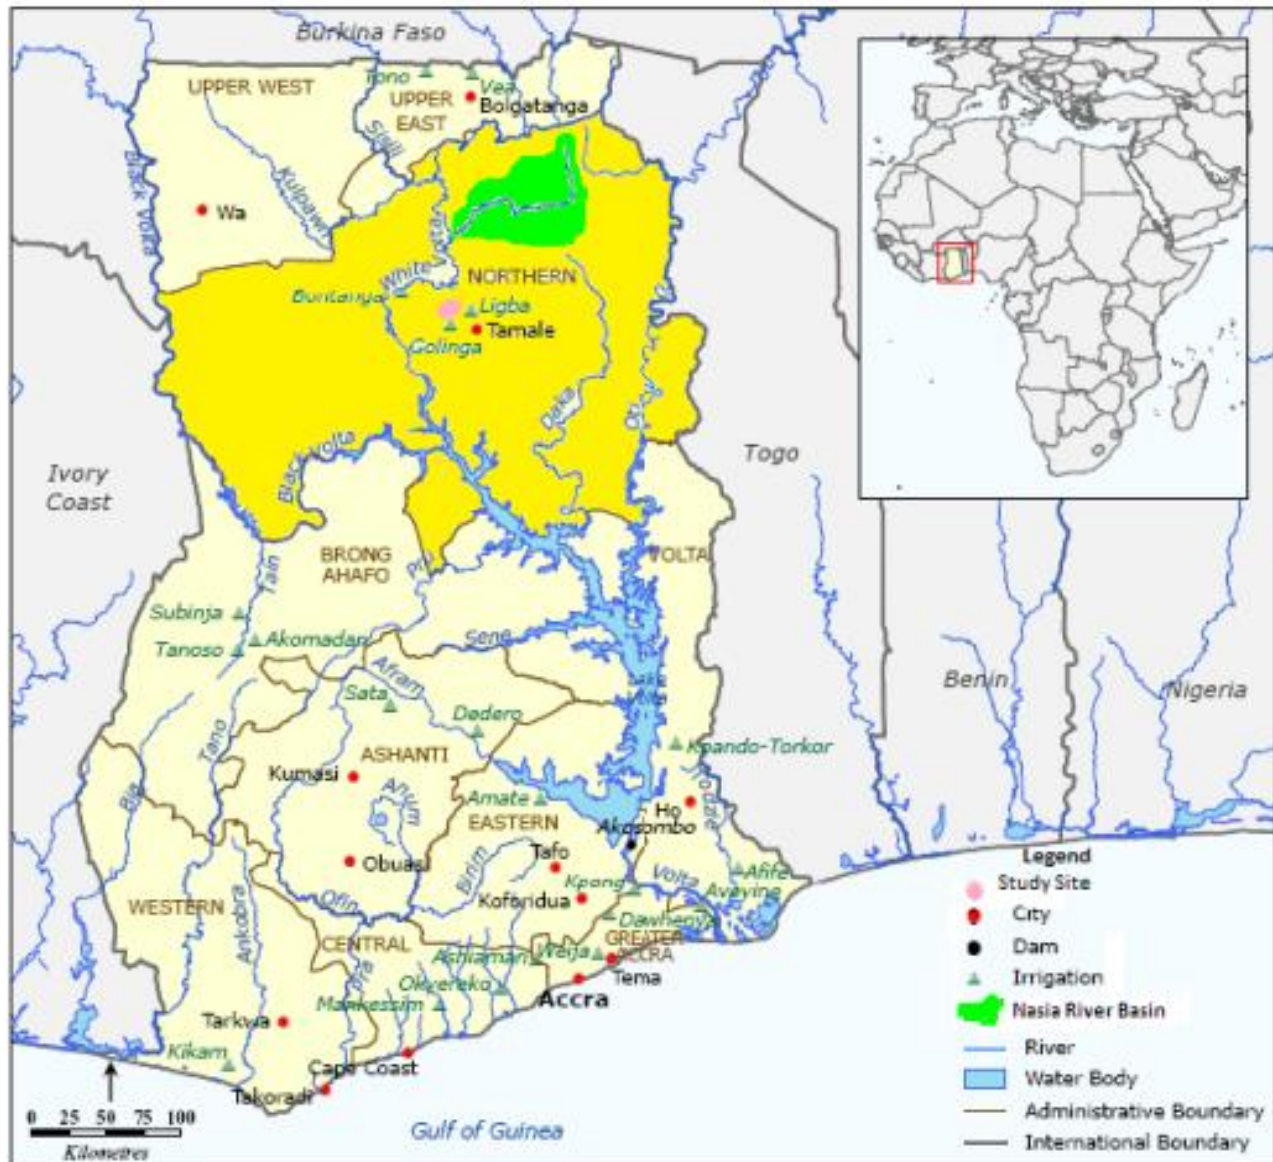 Burkina Faso
UPPER WEST
Tono
Vea
UPPER
EAST
Bolgatanga
Sisili
Black Volta
Kulpawn
Wa
White Volta
NORTHERN
Buntanga
Ligba
Tamale
Golinga
Daka
Oti
Black Volta
Ivory
Coast
Togo
BRONG
AHAFO
VOLTA
Pru
Tain
Subinja
Akomadan
Tanoso
Sene
Afram
Lake
Volta
Sata
Dedero
Benin
Nigeria
Tano
Bia
ASHANTI
Kpando-Torkor
Kumasi
Anum
Amate
EASTERN
Ho
Akosombo
Obuasi
Birim
Tafo
Kpong
Volta
Afife
Aveyine
Koforidua
Ofin
WESTERN
Ankobra
CENTRAL
Dawhenya
GREATER
ACCRA
Ashiaman
Weija
Tema
Pra
Okyereko
Accra
Mankessim
Tarkwa
Kikam
Cape Coast
Takoradi
Gulf of Guinea
0 25 50 75 100
Kilometres
Legend
Study Site
City
Dam
Irrigation
Nasia River Basin
River
Water Body
Administrative Boundary
International Boundary